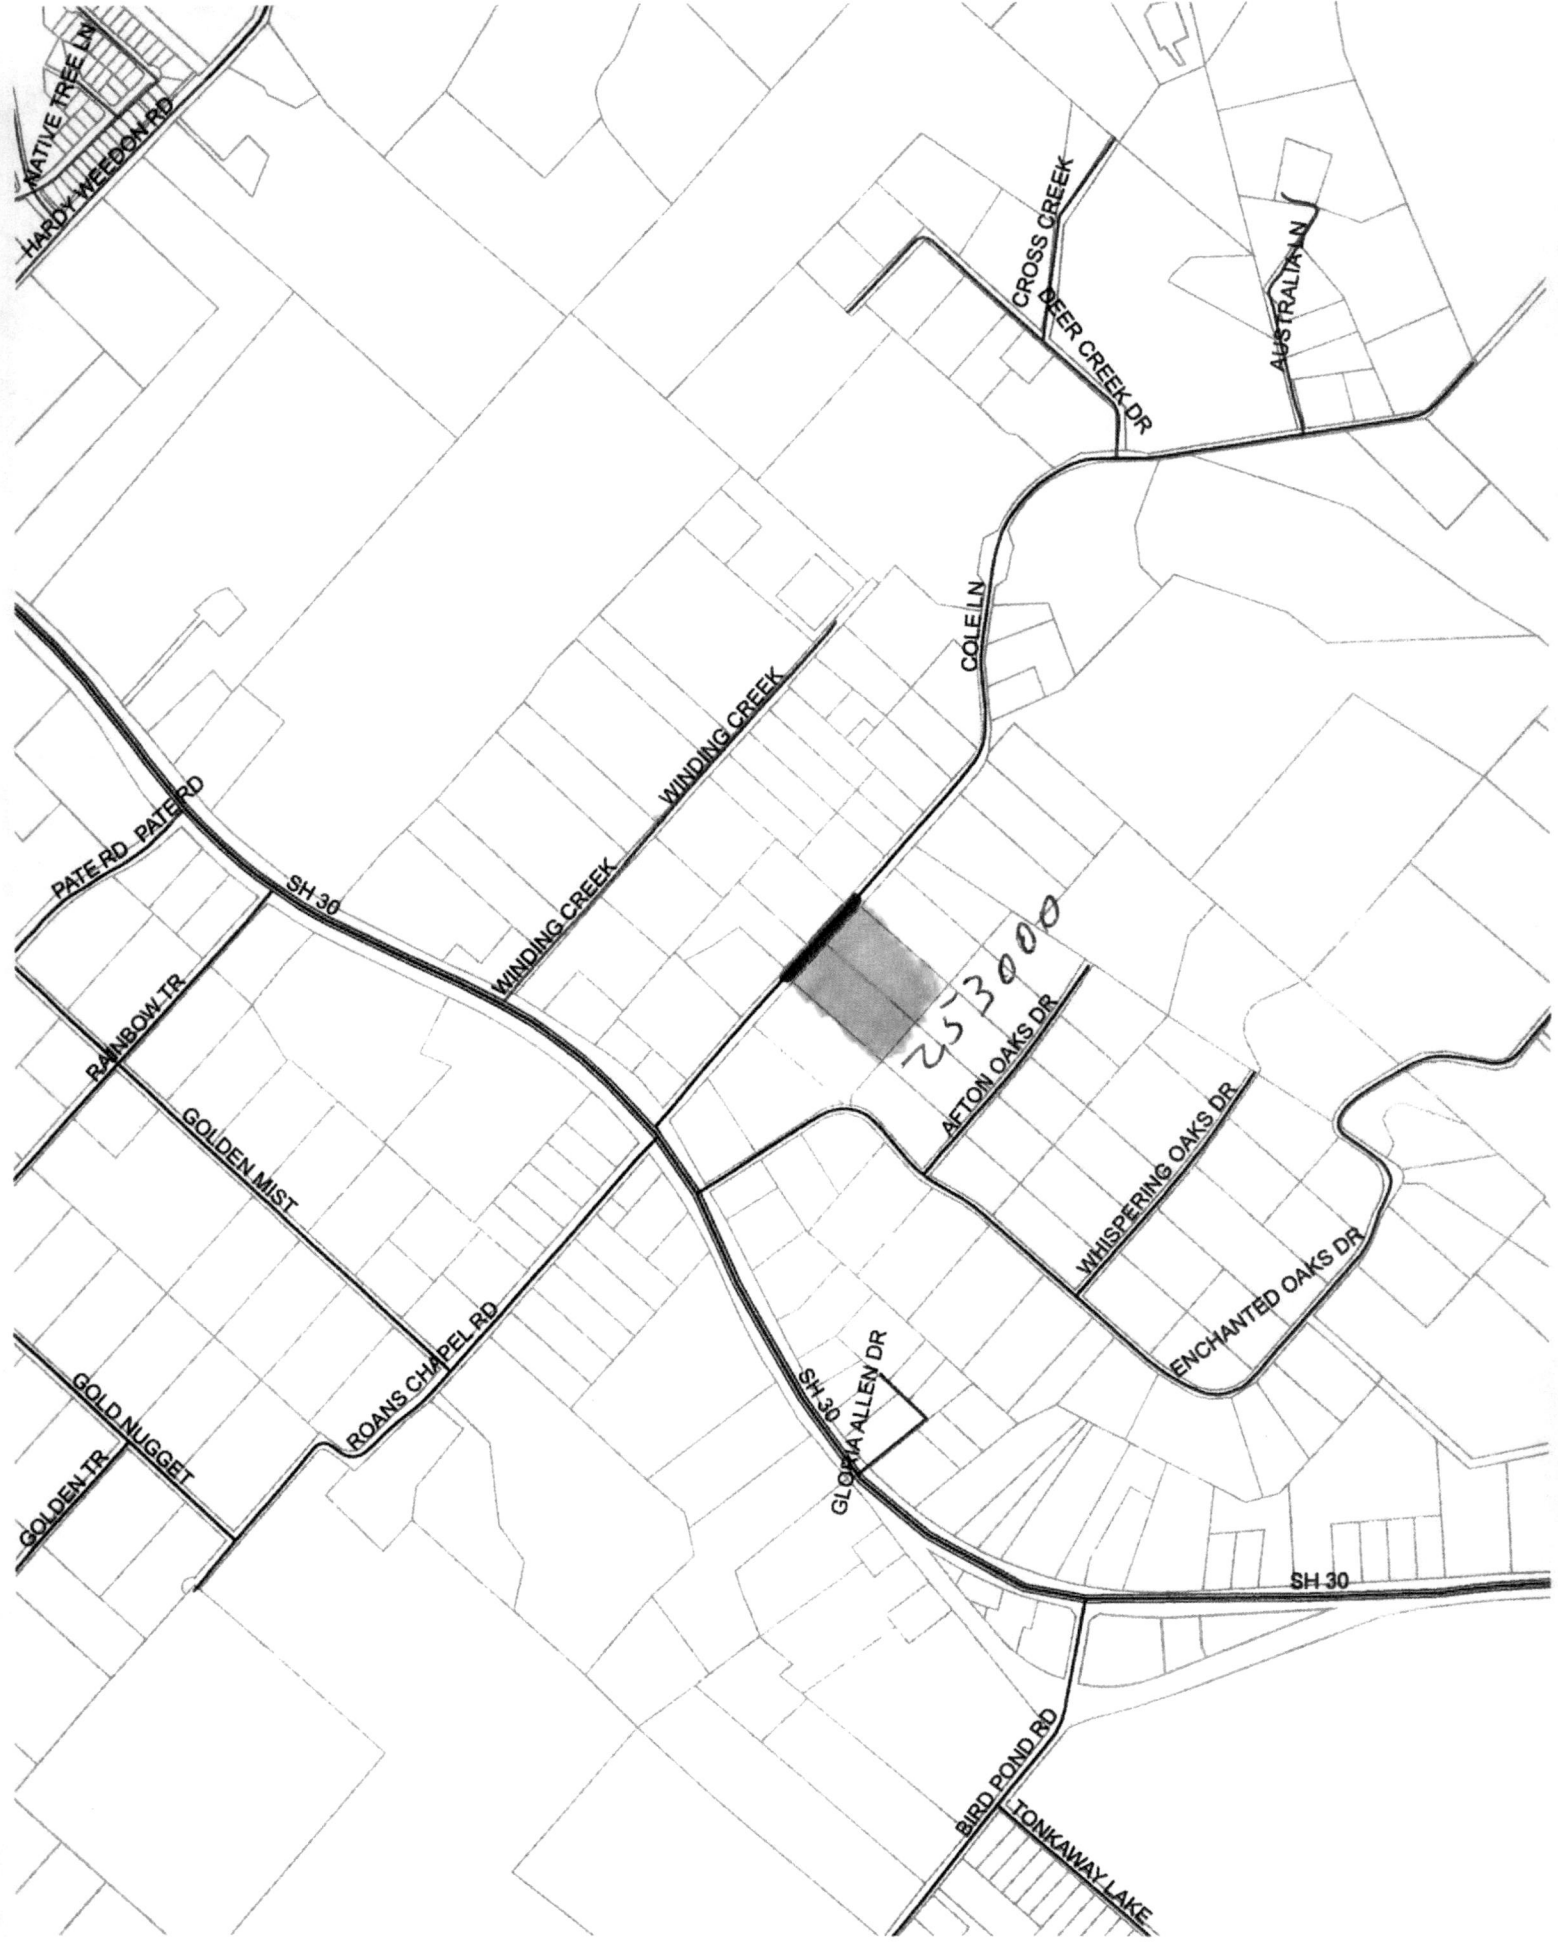 NATIVE TREE LN
HARDY WEEDON RD
CROSS CREEK
DEER CREEK DR
AUSTRALIA LN
COLE LN
WINDING CREEK
WINDING CREEK
PATE RD
PATE RD
SH 30
RAINBOW TR
253000
AFTON OAKS DR
GOLDEN MIST
WHISPERING OAKS DR
ENCHANTED OAKS DR
ROANS CHAPEL RD
GOLD NUGGET
GOLDEN TR
SH 30
GLORIA ALLEN DR
SH 30
BIRD POND RD
TONKAWAY LAKE